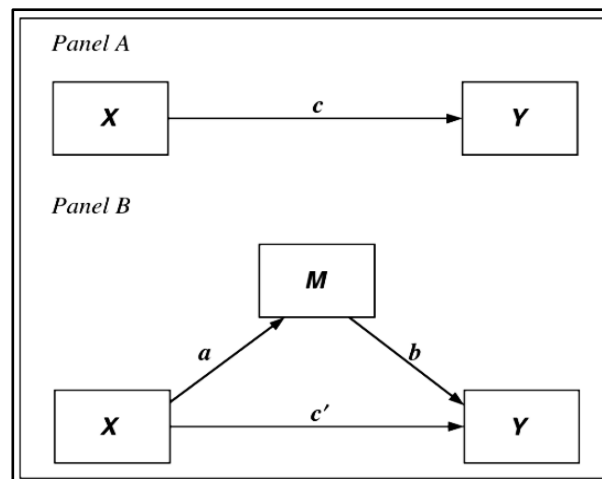 Panel A
X c Y
Panel B
M
a b
X c′ Y